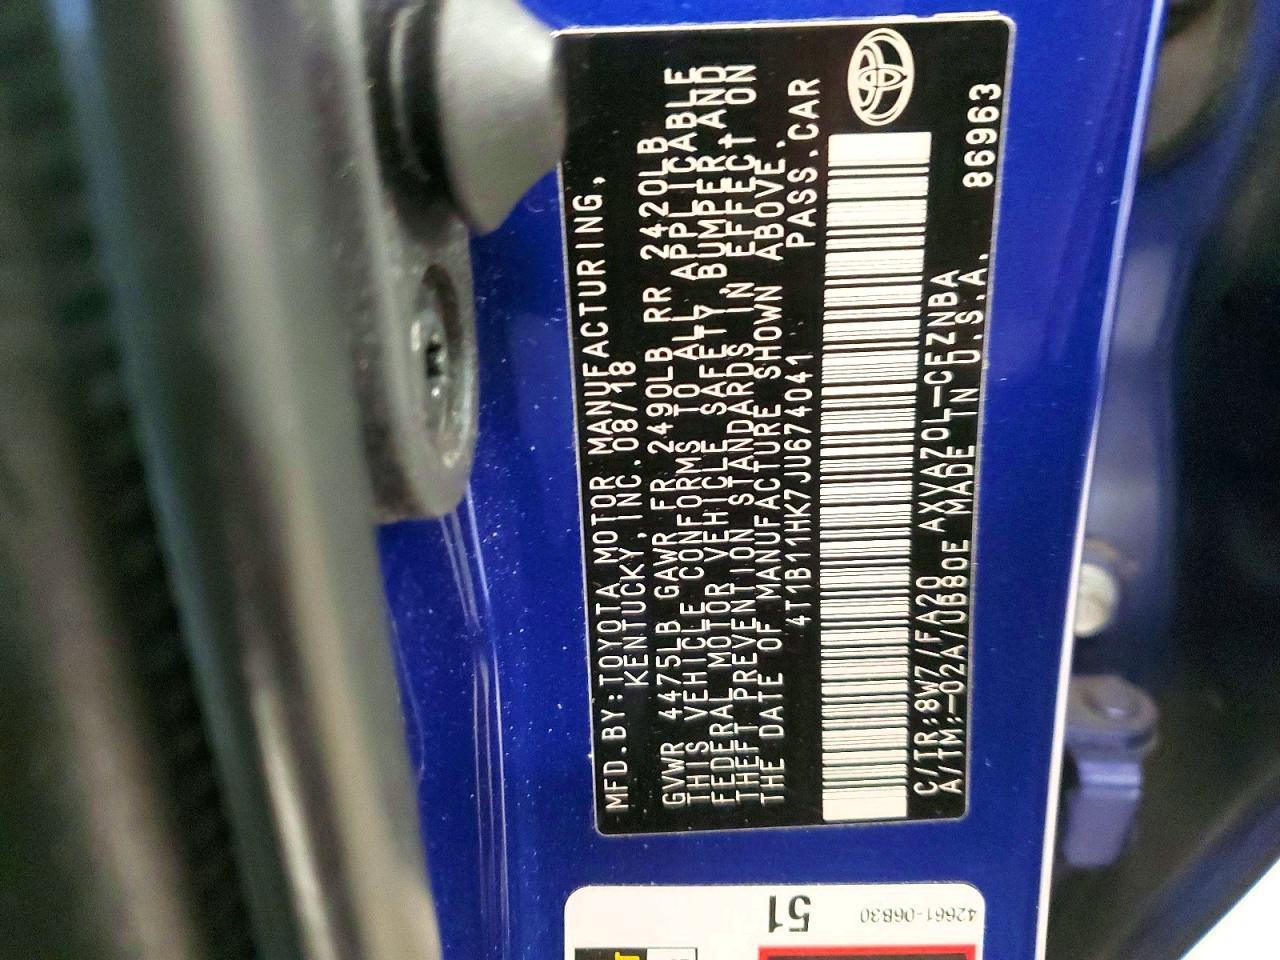 MFD.BY:TOYOTA MOTOR MANUFACTURING,
KENTUCKY,INC. 08/18
GVWR 4475LB GAWR FR 2490LB RR 2420LB
THIS VEHICLE CONFORMS TO ALL APPLICABLE
FEDERAL MOTOR VEHICLE SAFETY, BUMPER, AND
THEFT PREVENTION STANDARDS IN EFFECT ON
THE DATE OF MANUFACTURE SHOWN ABOVE.
4T1B11HK7JU674041 PASS.CAR
C/TR:8W7/FA20 AXVA70L-CEZNBA
A/TM:-02A/UB80E MADE IN U.S.A. 86963
51
42661-06B30